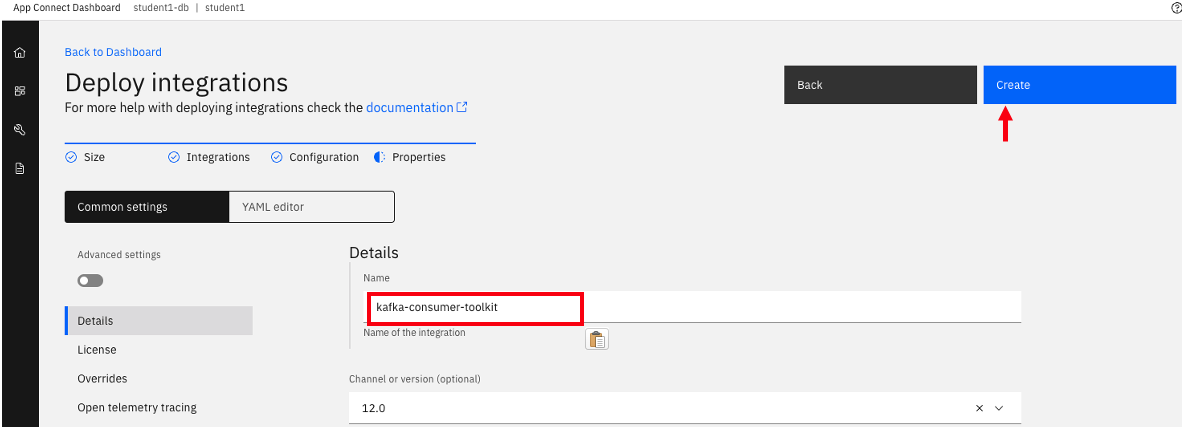 App Connect Dashboard student1-db | student1
Back to Dashboard
Deploy integrations
For more help with deploying integrations check the documentation
Back
Create
Size
Integrations
Configuration
Properties
Common settings
YAML editor
Advanced settings
Details
License
Overrides
Open telemetry tracing
Details
Name
kafka-consumer-toolkit
Name of the integration
Channel or version (optional)
12.0